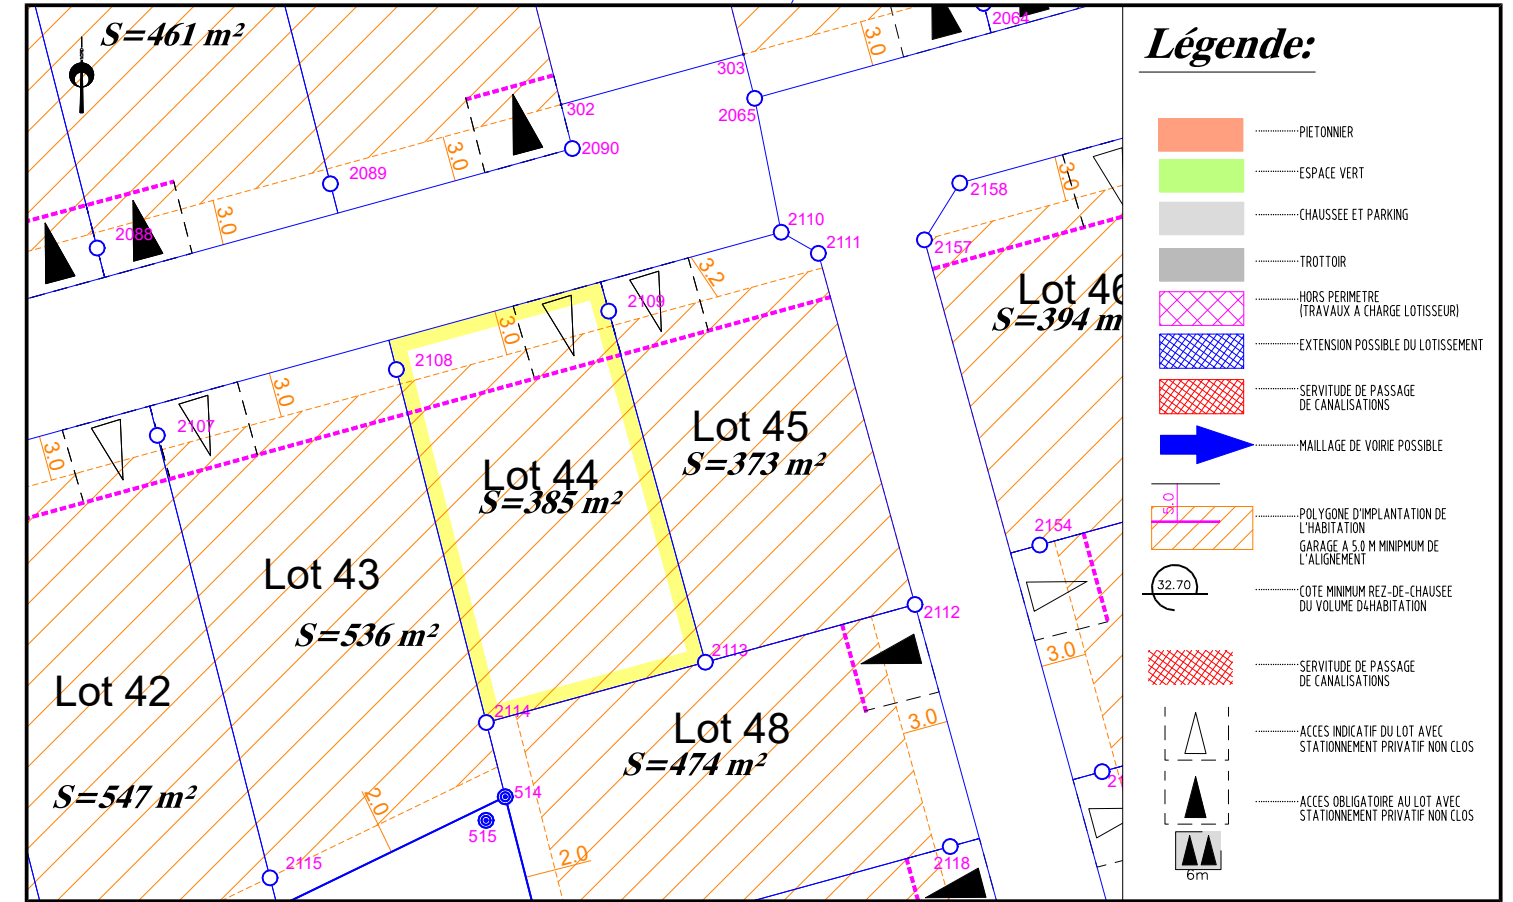 S=461 m²
2064
3.0
303
2065
302
2090
3.0
2089
3.0
2088
2158
3.0
2110
2111
2157
3.2
2109
Lot 46
S=394 m
3.0
2108
3.0
2107
3.0
Lot 45
S=373 m²
Lot 44
S=385 m²
2154
Lot 43
S=536 m²
2112
3.0
2113
Lot 42
2114
3.0
Lot 48
S=474 m²
S=547 m²
2.0
514
515
21
2115
2.0
2118
Légende:
PIETONNIER
ESPACE VERT
CHAUSSEE ET PARKING
TROTTOIR
HORS PERIMETRE
(TRAVAUX A CHARGE LOTISSEUR)
EXTENSION POSSIBLE DU LOTISSEMENT
SERVITUDE DE PASSAGE
DE CANALISATIONS
MAILLAGE DE VOIRIE POSSIBLE
5.0
POLYGONE D'IMPLANTATION DE
L'HABITATION
GARAGE A 5.0 M MINIPMUM DE
L'ALIGNEMENT
32.70
COTE MINIMUM REZ-DE-CHAUSEE
DU VOLUME D4HABITATION
SERVITUDE DE PASSAGE
DE CANALISATIONS
ACCES INDICATIF DU LOT AVEC
STATIONNEMENT PRIVATIF NON CLOS
ACCES OBLIGATOIRE AU LOT AVEC
STATIONNEMENT PRIVATIF NON CLOS
6m